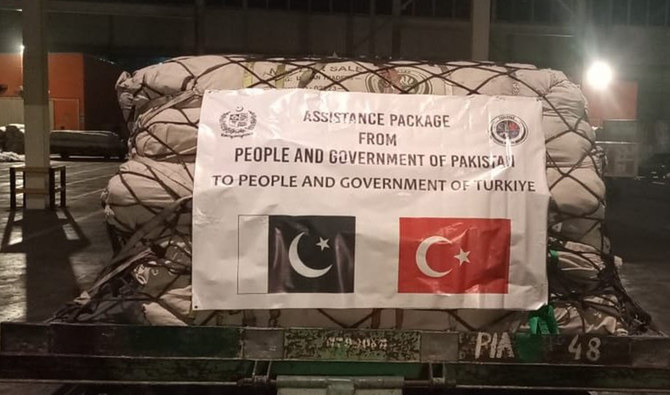 ASSISTANCE PACKAGE
FROM
PEOPLE AND GOVERNMENT OF PAKISTAN
TO PEOPLE AND GOVERNMENT OF TURKIYE
PIA 48